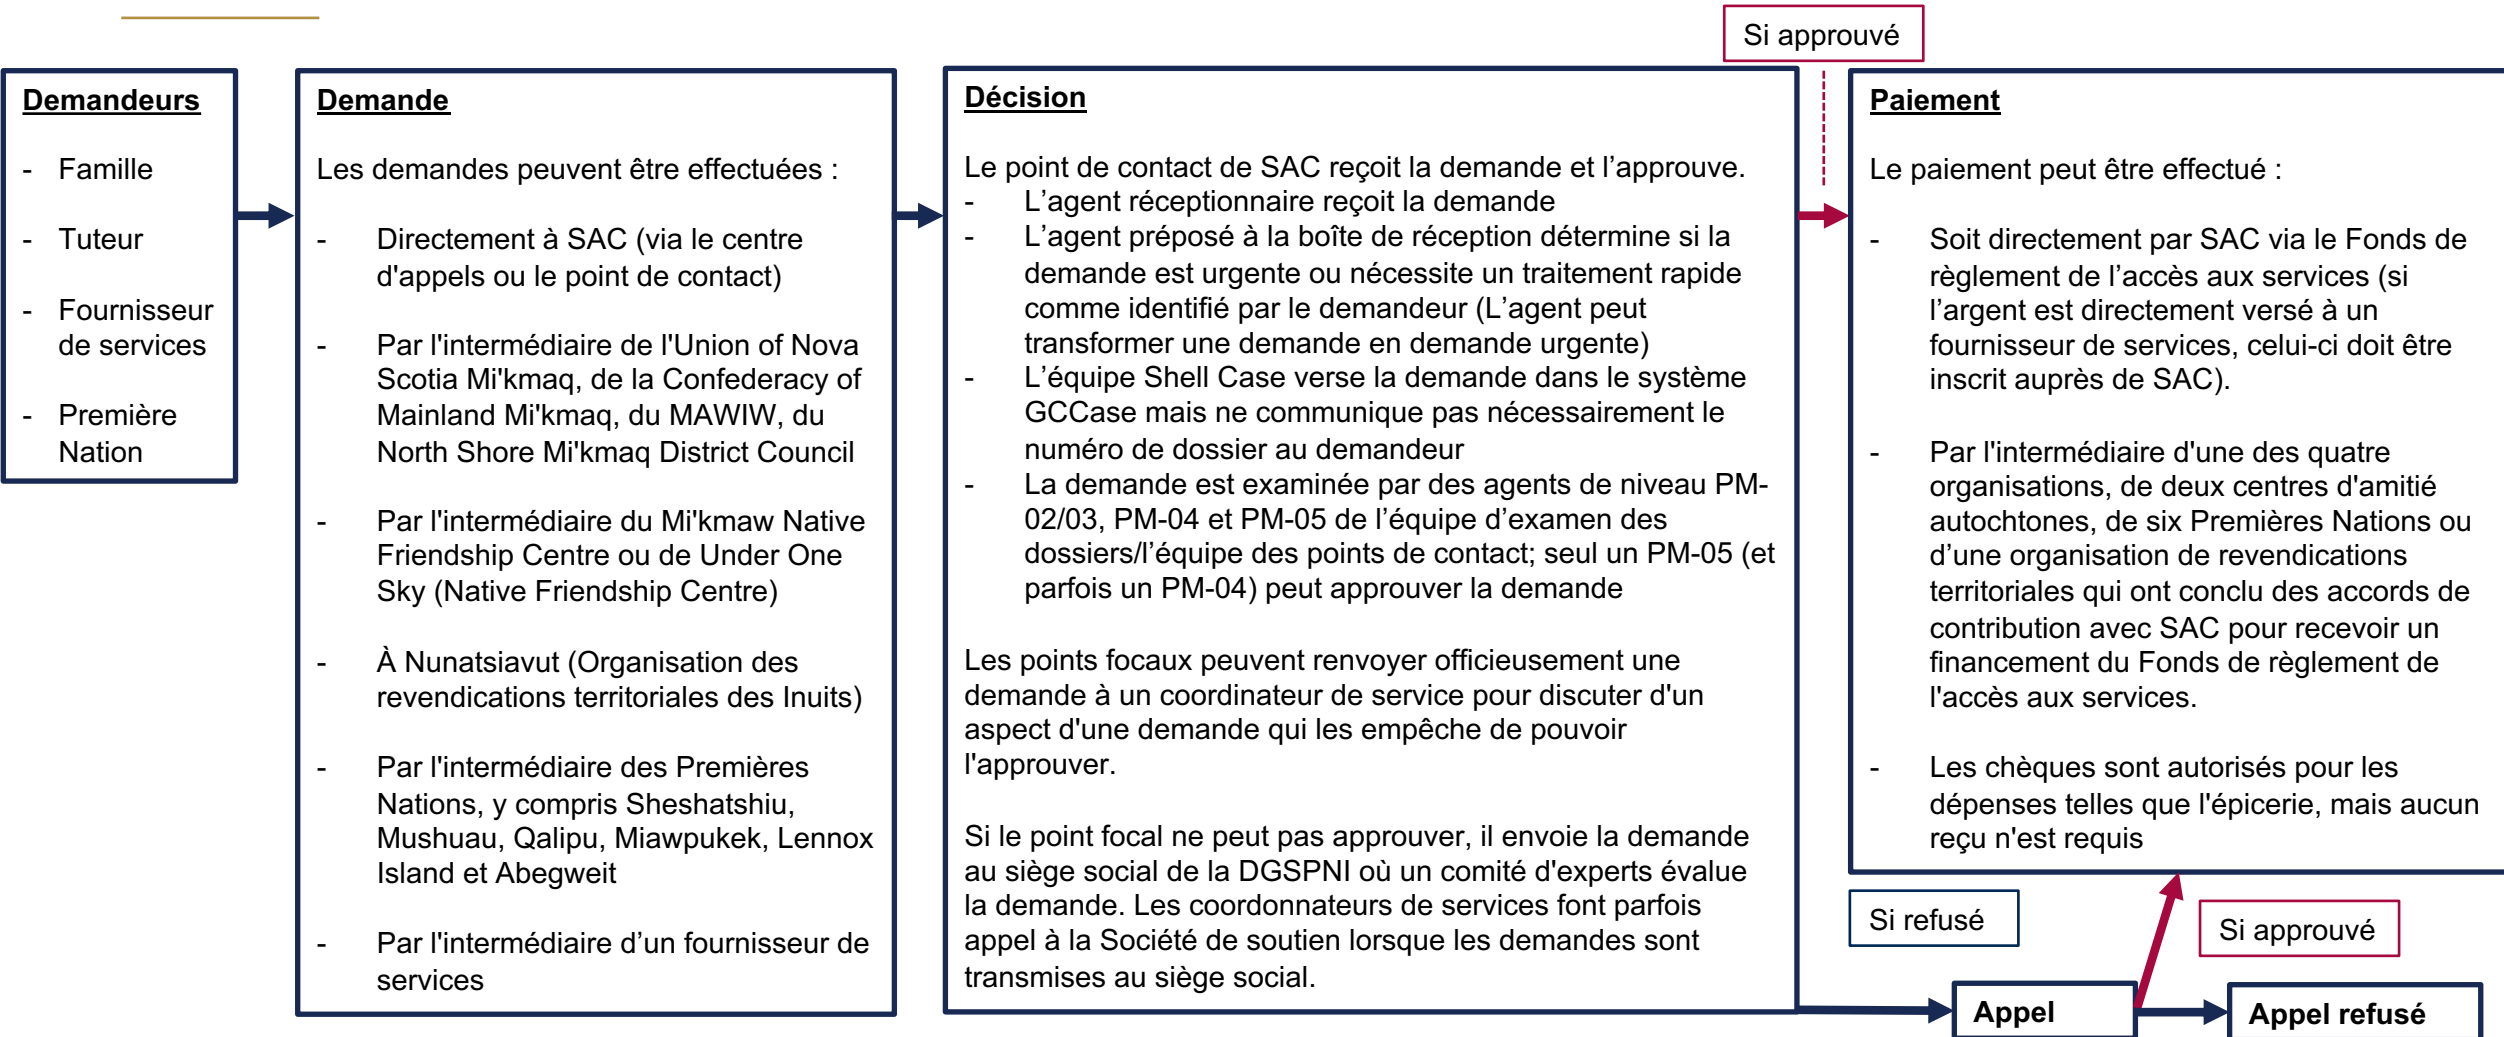 Si approuvé
Demandeurs
- Famille
- Tuteur
- Fournisseur
de services
- Première
Nation
Demande
Les demandes peuvent être effectuées :
- Directement à SAC (via le centre
d'appels ou le point de contact)
- Par l'intermédiaire de l'Union of Nova
Scotia Mi'kmaq, de la Confederacy of
Mainland Mi'kmaq, du MAWIW, du
North Shore Mi'kmaq District Council
- Par l'intermédiaire du Mi'kmaw Native
Friendship Centre ou de Under One
Sky (Native Friendship Centre)
- À Nunatsiavut (Organisation des
revendications territoriales des Inuits)
- Par l'intermédiaire des Premières
Nations, y compris Sheshatshiu,
Mushuau, Qalipu, Miawpukek, Lennox
Island et Abegweit
- Par l'intermédiaire d’un fournisseur de
services
Décision
Le point de contact de SAC reçoit la demande et l’approuve.
- L’agent réceptionnaire reçoit la demande
- L’agent préposé à la boîte de réception détermine si la
demande est urgente ou nécessite un traitement rapide
comme identifié par le demandeur (L’agent peut
transformer une demande en demande urgente)
- L’équipe Shell Case verse la demande dans le système
GCCase mais ne communique pas nécessairement le
numéro de dossier au demandeur
- La demande est examinée par des agents de niveau PM-
02/03, PM-04 et PM-05 de l’équipe d’examen des
dossiers/l’équipe des points de contact; seul un PM-05 (et
parfois un PM-04) peut approuver la demande
Les points focaux peuvent renvoyer officieusement une
demande à un coordinateur de service pour discuter d'un
aspect d'une demande qui les empêche de pouvoir
l'approuver.
Si le point focal ne peut pas approuver, il envoie la demande
au siège social de la DGSPNI où un comité d'experts évalue
la demande. Les coordonnateurs de services font parfois
appel à la Société de soutien lorsque les demandes sont
transmises au siège social.
Paiement
Le paiement peut être effectué :
- Soit directement par SAC via le Fonds de
règlement de l’accès aux services (si
l’argent est directement versé à un
fournisseur de services, celui-ci doit être
inscrit auprès de SAC).
- Par l'intermédiaire d'une des quatre
organisations, de deux centres d'amitié
autochtones, de six Premières Nations ou
d’une organisation de revendications
territoriales qui ont conclu des accords de
contribution avec SAC pour recevoir un
financement du Fonds de règlement de
l'accès aux services.
- Les chèques sont autorisés pour les
dépenses telles que l'épicerie, mais aucun
reçu n'est requis
Si refusé
Si approuvé
Appel
Appel refusé